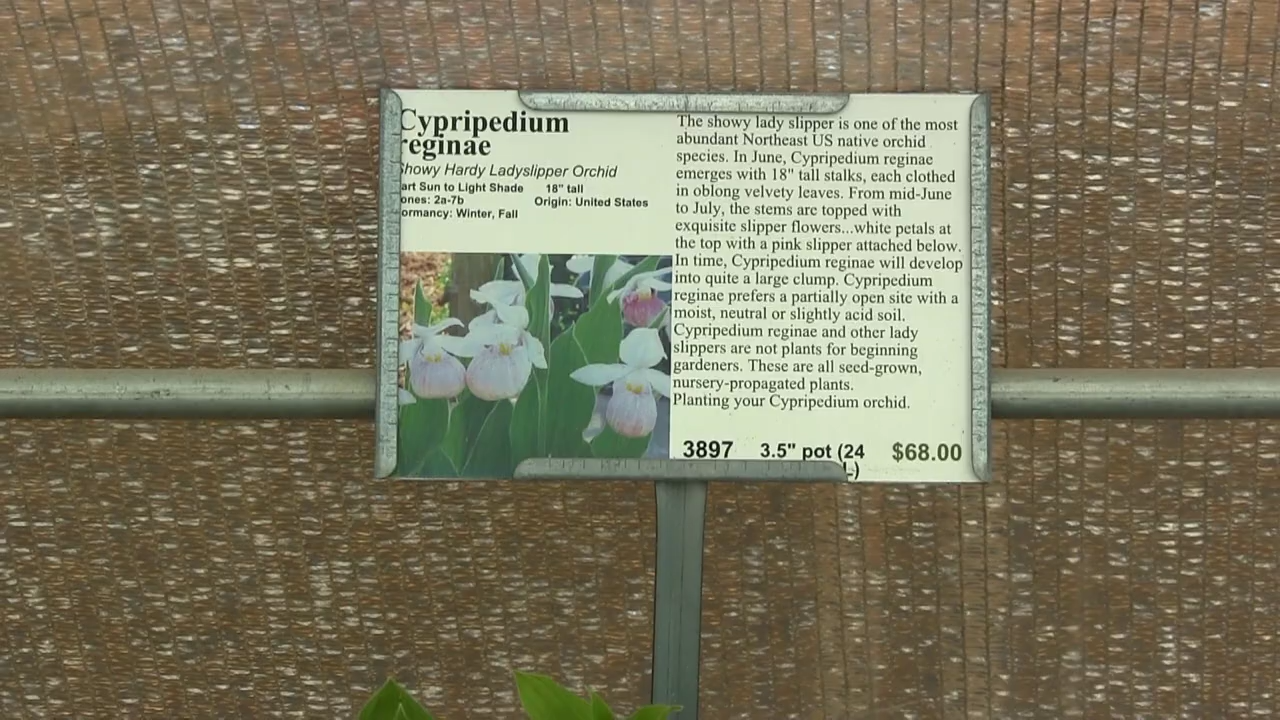 Cypripedium
reginae
Showy Hardy Ladyslipper Orchid
art Sun to Light Shade 18" tall
ones: 2a-7b Origin: United States
ormancy: Winter, Fall
The showy lady slipper is one of the most
abundant Northeast US native orchid
species. In June, Cypripedium reginae
emerges with 18" tall stalks, each clothed
in oblong velvety leaves. From mid-June
to July, the stems are topped with
exquisite slipper flowers...white petals at
the top with a pink slipper attached below.
In time, Cypripedium reginae will develop
into quite a large clump. Cypripedium
reginae prefers a partially open site with a
moist, neutral or slightly acid soil.
Cypripedium reginae and other lady
slippers are not plants for beginning
gardeners. These are all seed-grown,
nursery-propagated plants.
Planting your Cypripedium orchid.
3897 3.5" pot (24 $68.00